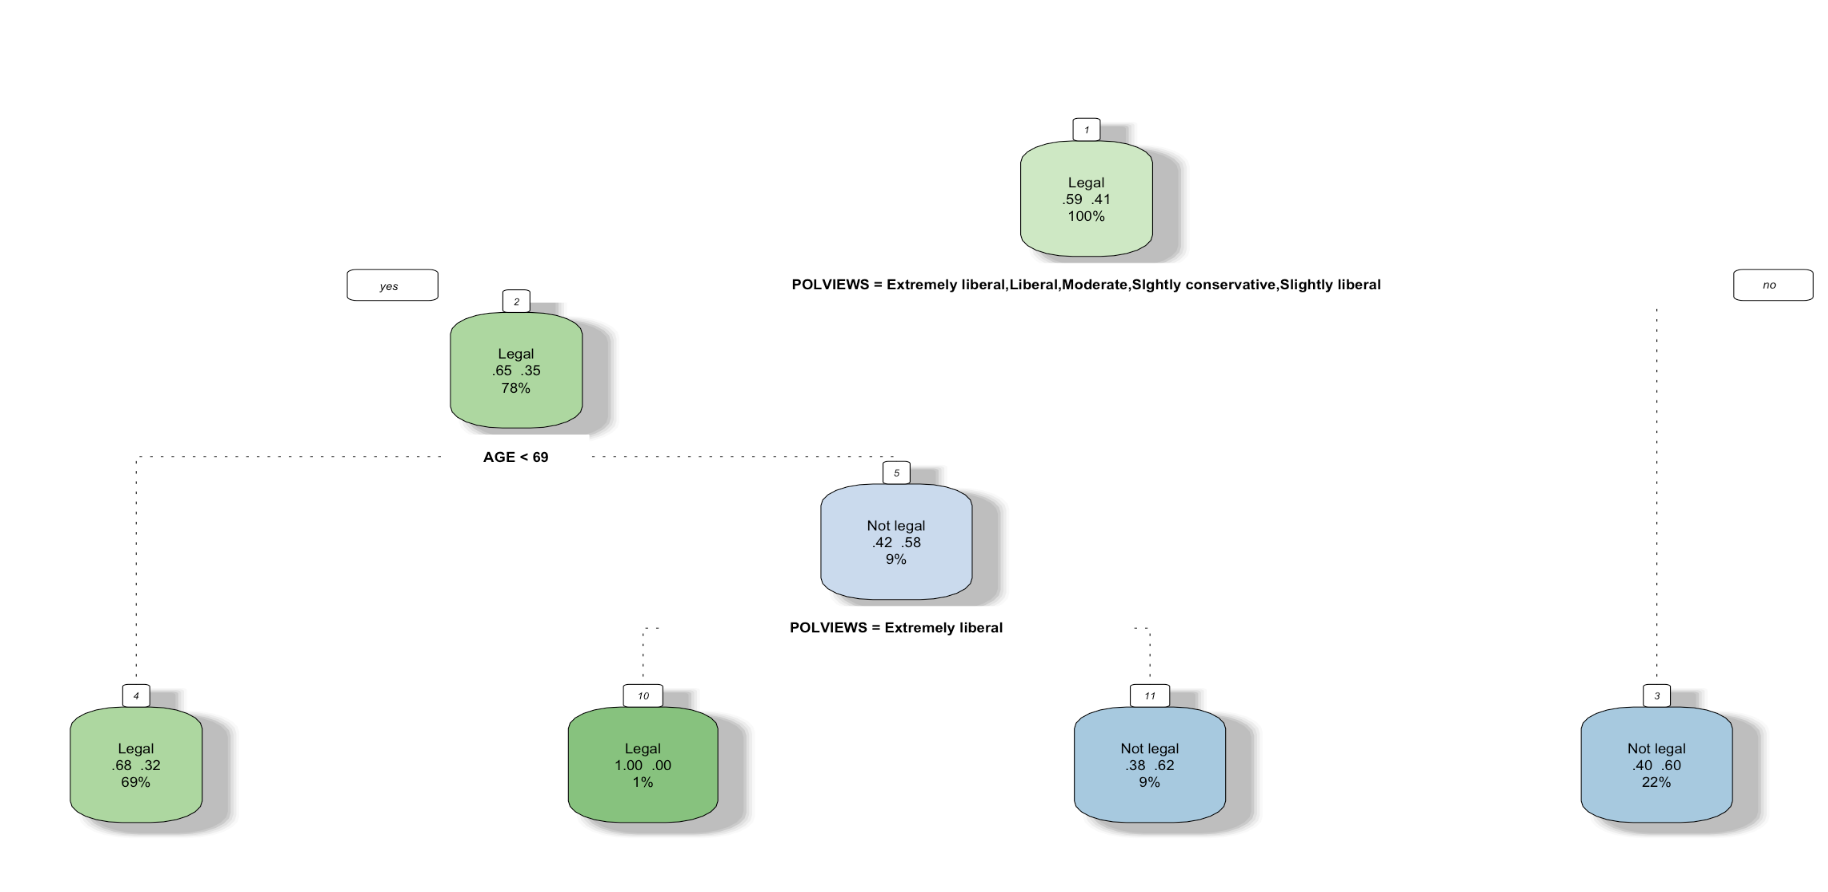 1
Legal
.59 .41
100%
POLVIEWS = Extremely liberal,Liberal,Moderate,Slghtly conservative,Slightly liberal
yes
no
2
Legal
.65 .35
78%
AGE < 69
5
Not legal
.42 .58
9%
POLVIEWS = Extremely liberal
4
Legal
.68 .32
69%
10
Legal
1.00 .00
1%
11
Not legal
.38 .62
9%
3
Not legal
.40 .60
22%